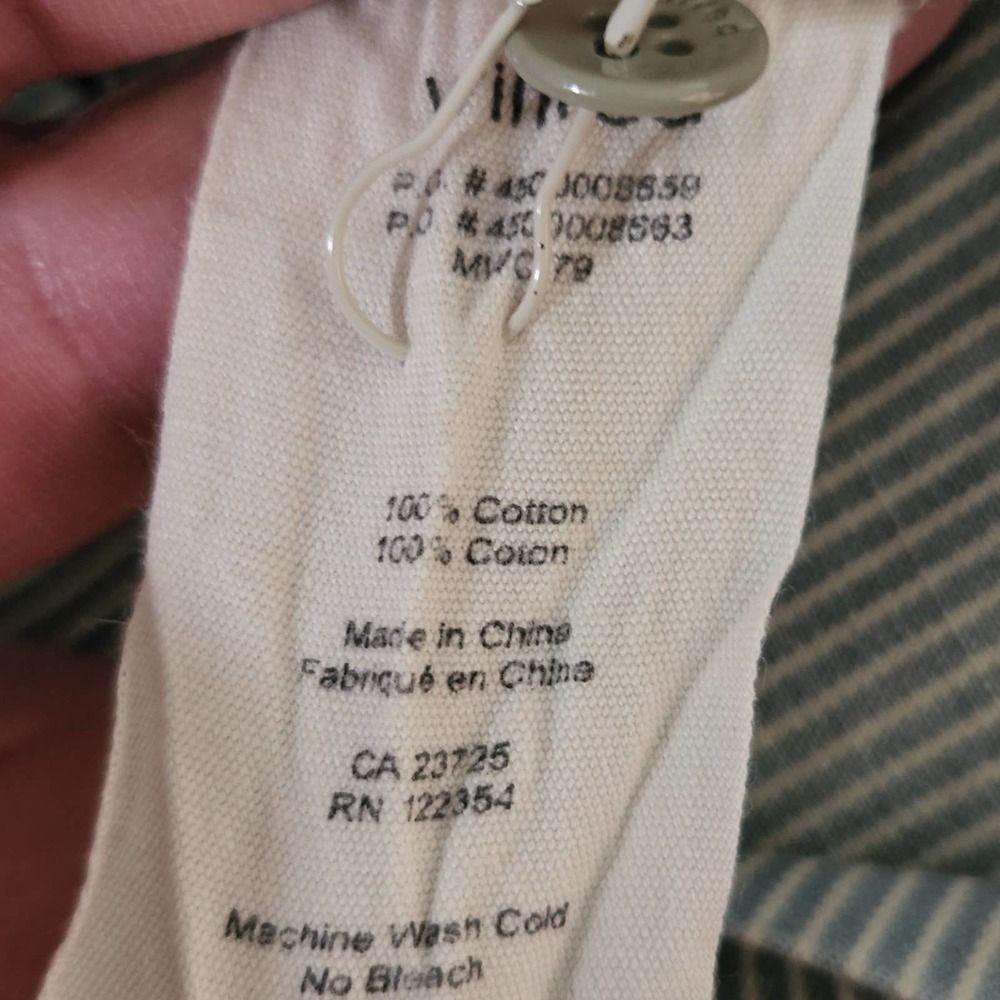 P.O # 4500008659
P.O # 4500008663
100% Cotton
100% Coton
Made in China
Fabriqué en Chine
CA 23725
RN 122354
Machine Wash Cold
No Bleach